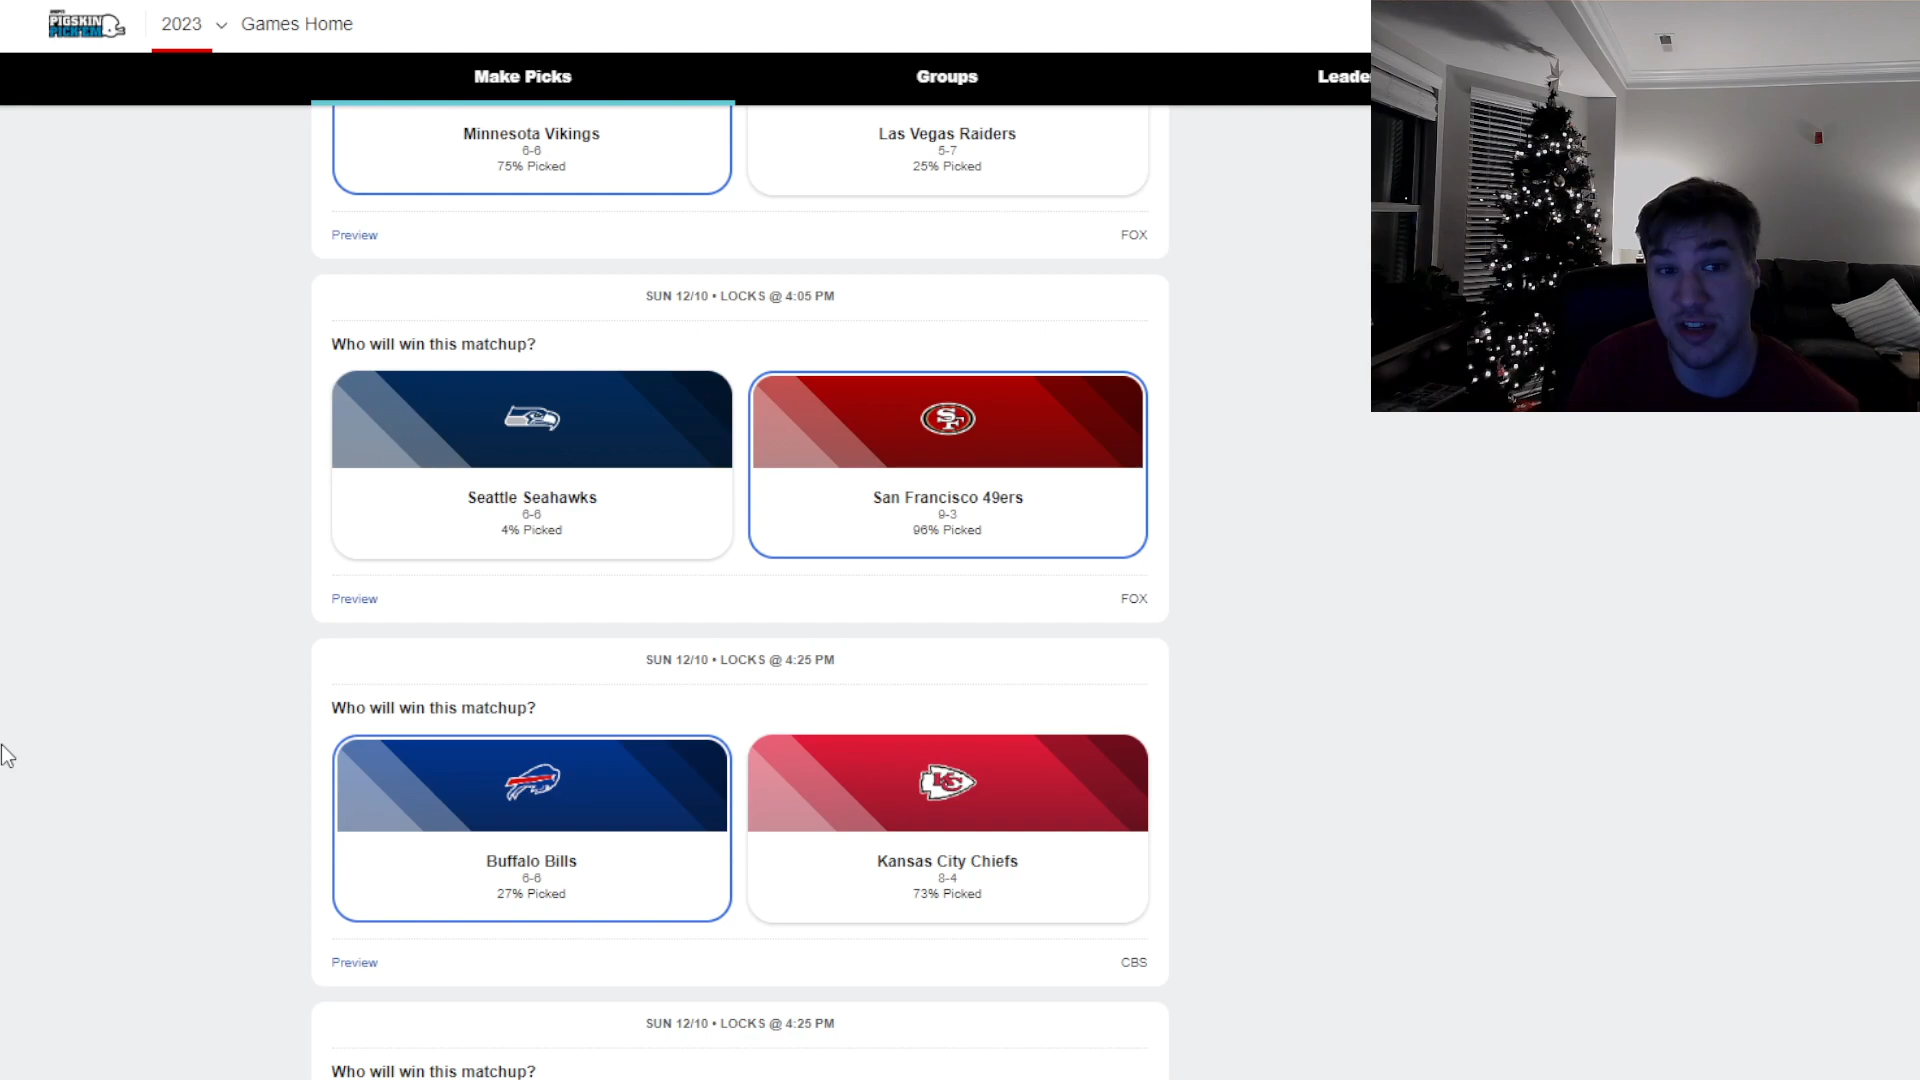 PIGSKIN
PICK'EM
2023
Games Home
Make Picks
Groups
Leade
Minnesota Vikings
6-6
75% Picked
Las Vegas Raiders
5-7
25% Picked
Preview
FOX
SUN 12/10 • LOCKS @ 4:05 PM
Who will win this matchup?
SF
Seattle Seahawks
6-6
4% Picked
San Francisco 49ers
9-3
96% Picked
Preview
FOX
SUN 12/10 • LOCKS @ 4:25 PM
Who will win this matchup?
KC
Buffalo Bills
6-6
27% Picked
Kansas City Chiefs
8-4
73% Picked
Preview
CBS
SUN 12/10 • LOCKS @ 4:25 PM
Who will win this matchup?